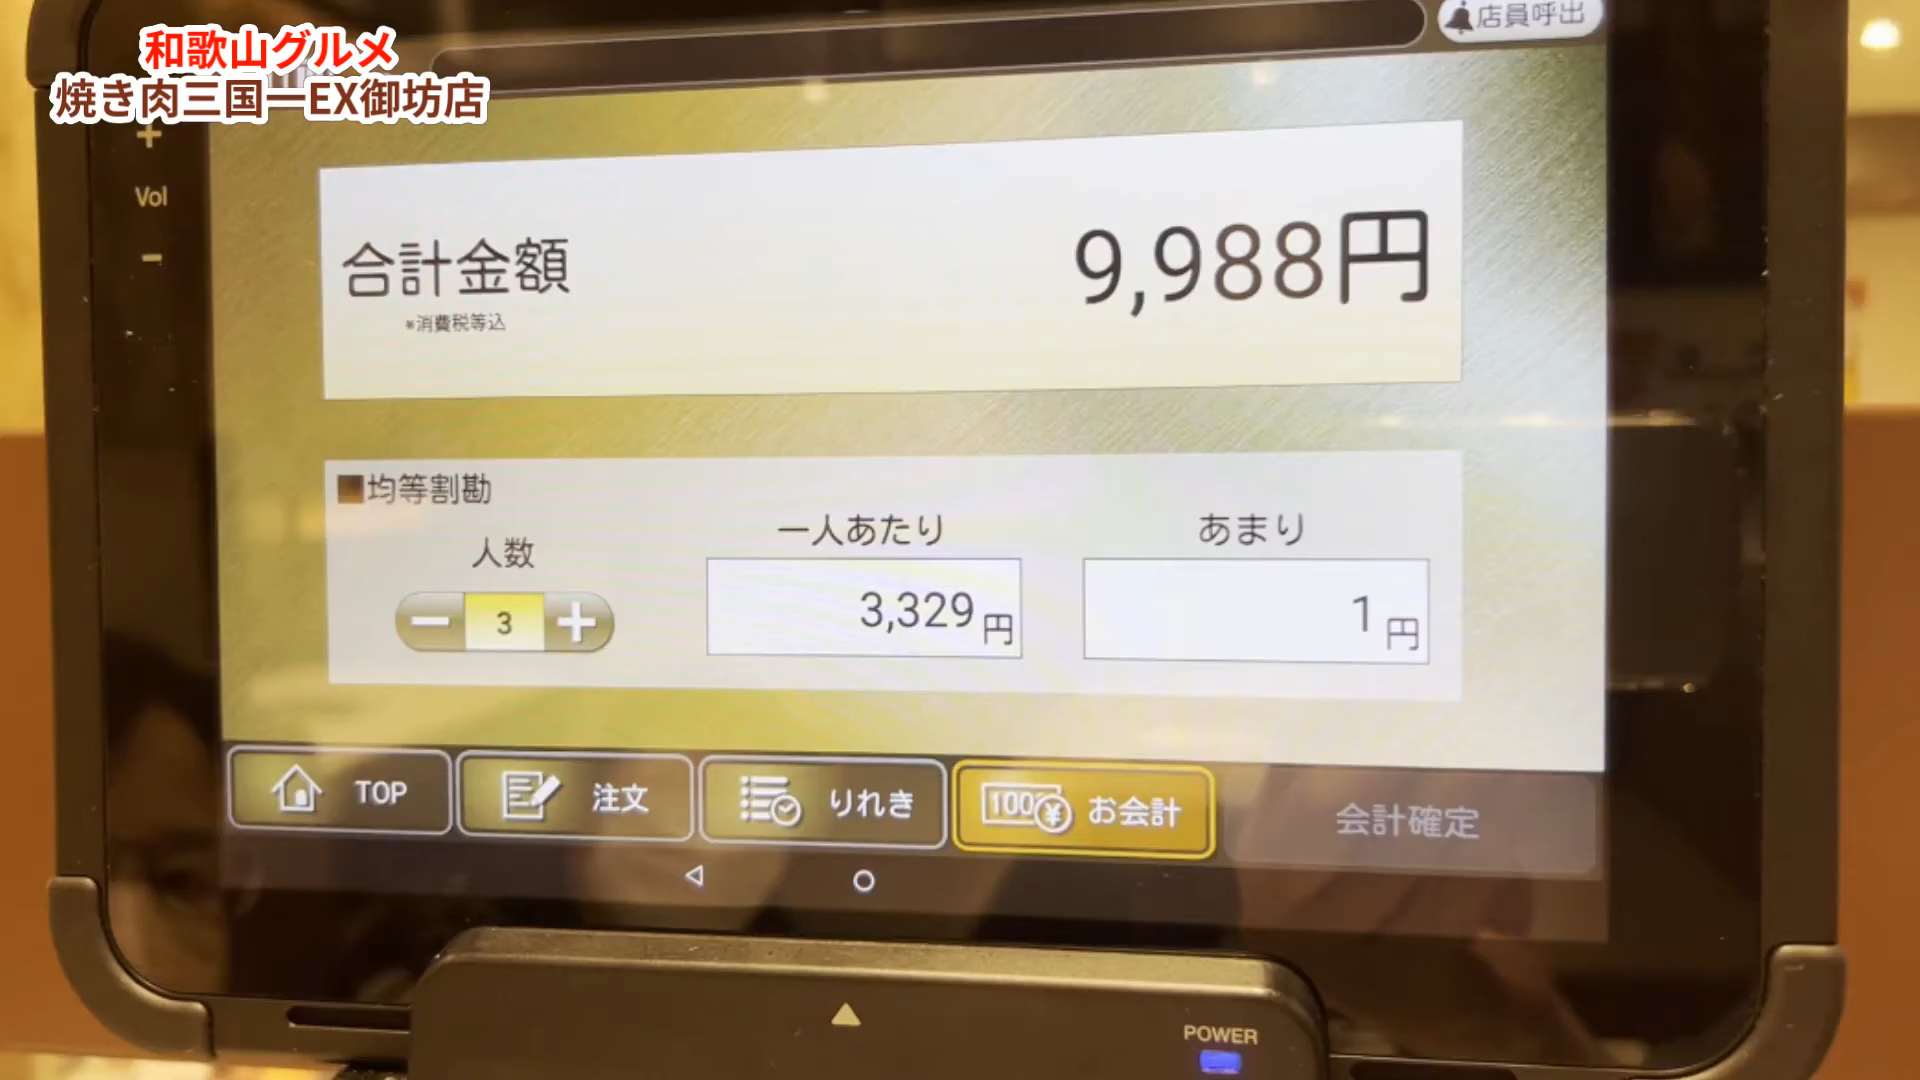 和歌山グルメ
焼き肉三国一EX御坊店
店員呼出
+
Vol
-
合計金額
9,988円
※消費税等込
■均等割勘
人数
一人あたり
あまり
3
3,329円
1円
TOP
注文
りれき
100¥
お会計
会計確定
POWER